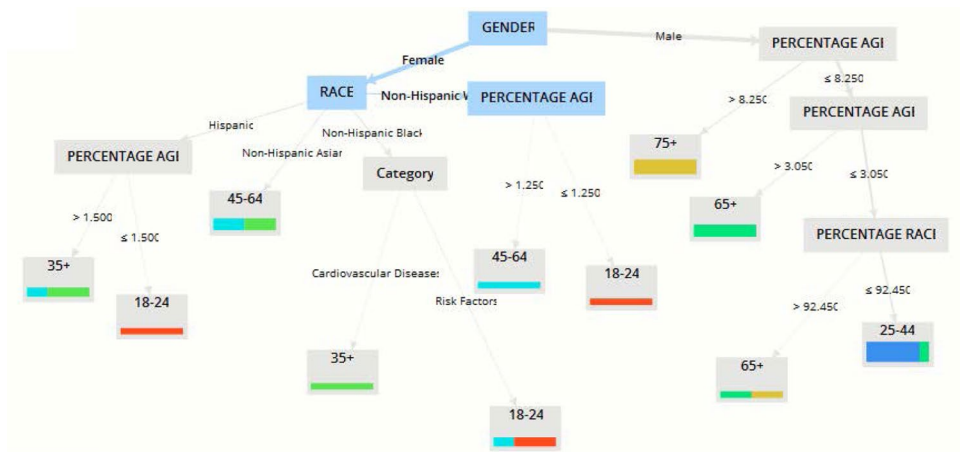 GENDER
Male
PERCENTAGE AGI
Female
≤ 8.250
RACE
Non-Hispanic W
PERCENTAGE AGI
> 8.250
PERCENTAGE AGI
Hispanic
Non-Hispanic Black
75+
PERCENTAGE AGI
Non-Hispanic Asian
Category
> 3.050
≤ 3.050
45-64
> 1.250
≤ 1.250
65+
> 1.500
≤ 1.500
PERCENTAGE RACI
35+
45-64
18-24
Cardiovascular Diseases
≤ 92.450
18-24
Risk Factors
> 92.450
25-44
35+
65+
18-24